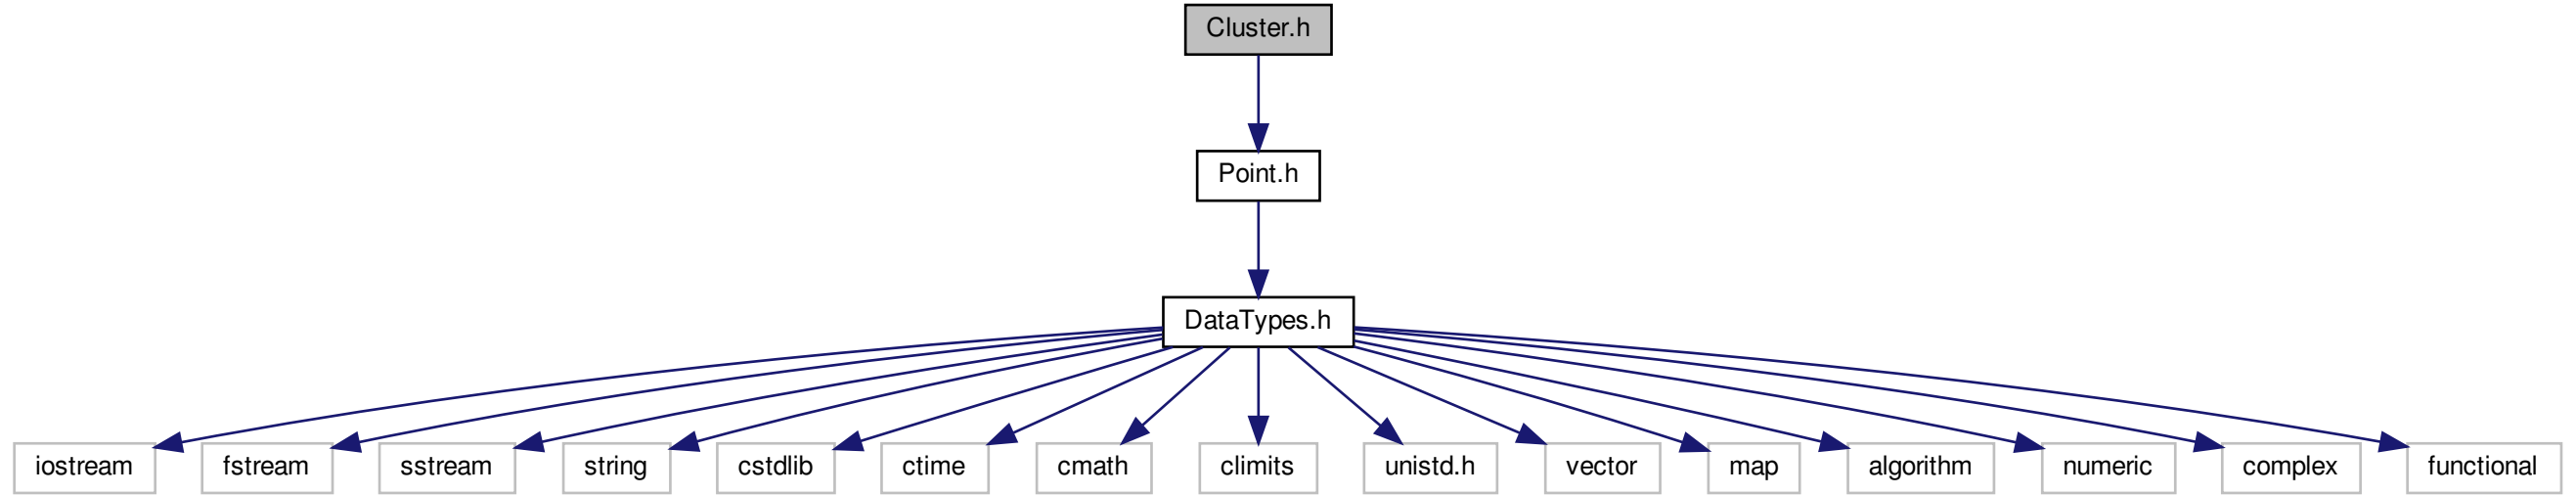 Cluster.h
Point.h
DataTypes.h
iostream
fstream
sstream
string
cstdlib
ctime
cmath
climits
unistd.h
vector
map
algorithm
numeric
complex
functional